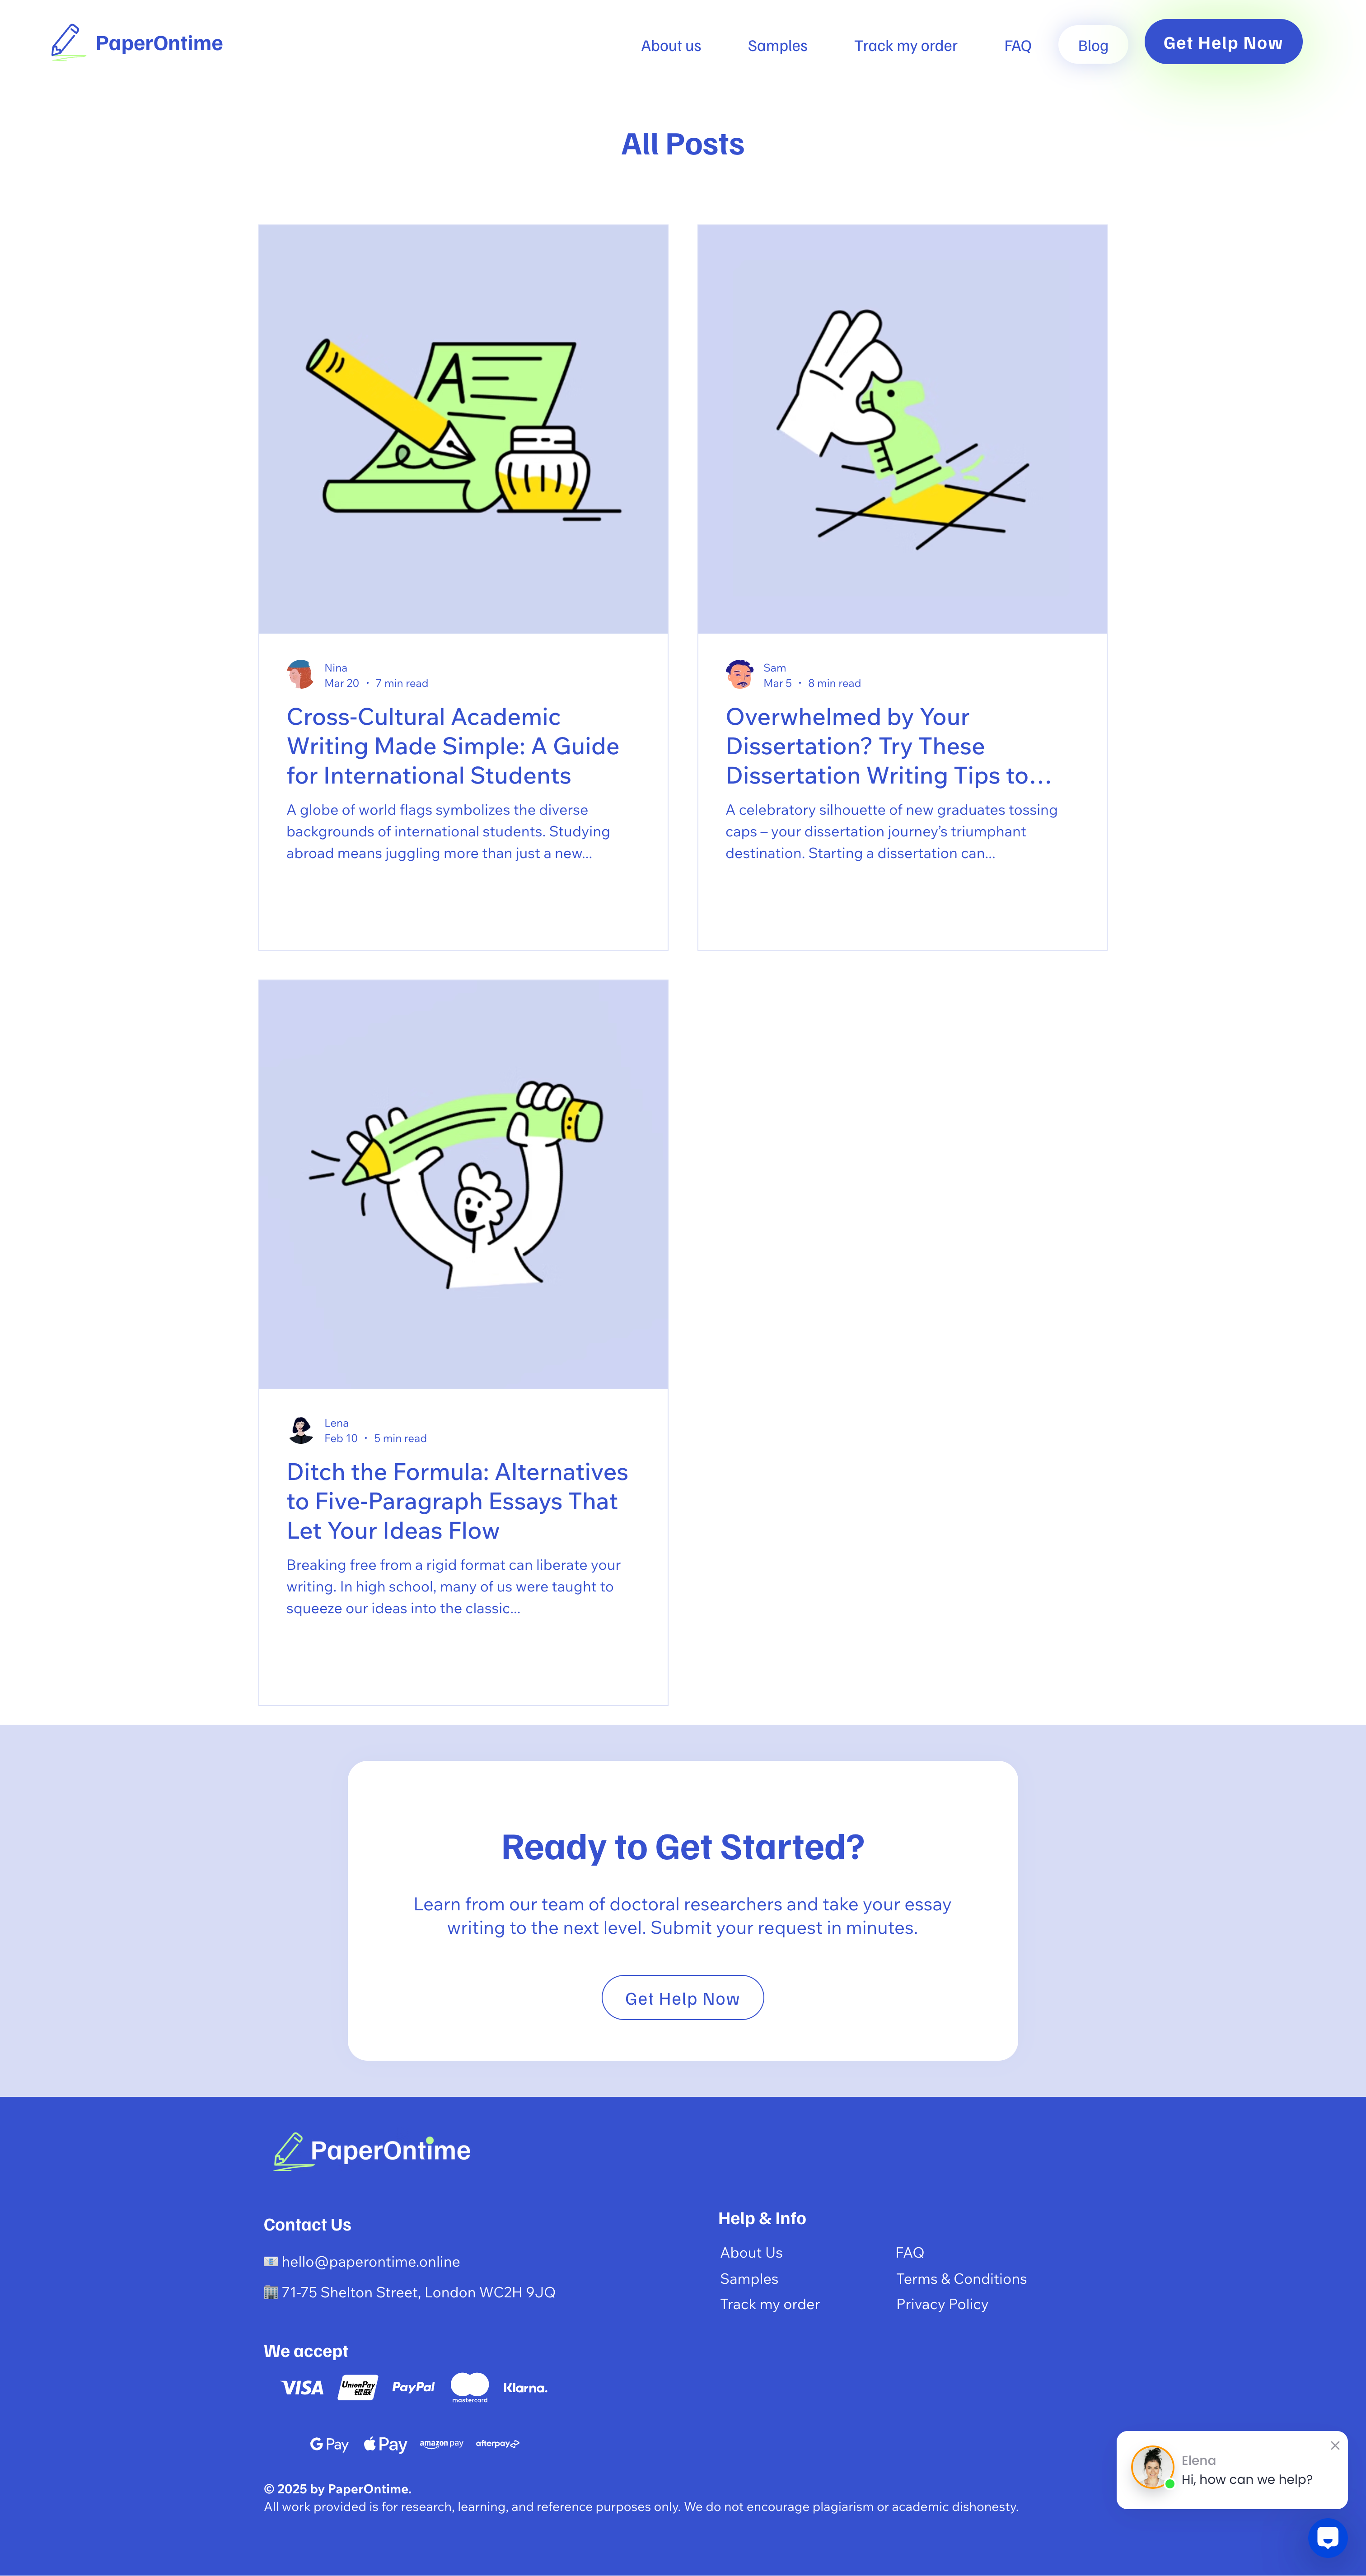 PaperOntime
About us
Samples
Track my order
FAQ
Blog
Get Help Now
All Posts
A
Nina
Mar 20 · 7 min read
Cross-Cultural Academic
Writing Made Simple: A Guide
for International Students
A globe of world flags symbolizes the diverse
backgrounds of international students. Studying
abroad means juggling more than just a new...
Sam
Mar 5 · 8 min read
Overwhelmed by Your
Dissertation? Try These
Dissertation Writing Tips to…
A celebratory silhouette of new graduates tossing
caps – your dissertation journey’s triumphant
destination. Starting a dissertation can...
Lena
Feb 10 · 5 min read
Ditch the Formula: Alternatives
to Five-Paragraph Essays That
Let Your Ideas Flow
Breaking free from a rigid format can liberate your
writing. In high school, many of us were taught to
squeeze our ideas into the classic...
Ready to Get Started?
Learn from our team of doctoral researchers and take your essay
writing to the next level. Submit your request in minutes.
Get Help Now
PaperOntime
Contact Us
hello@paperontime.online
71-75 Shelton Street, London WC2H 9JQ
Help & Info
About Us
FAQ
Samples
Terms & Conditions
Track my order
Privacy Policy
We accept
VISA
UnionPay
银联
PayPal
mastercard
Klarna.
G Pay
Pay
amazon pay
afterpay
© 2025 by PaperOntime.
All work provided is for research, learning, and reference purposes only. We do not encourage plagiarism or academic dishonesty.
Elena
Hi, how can we help?